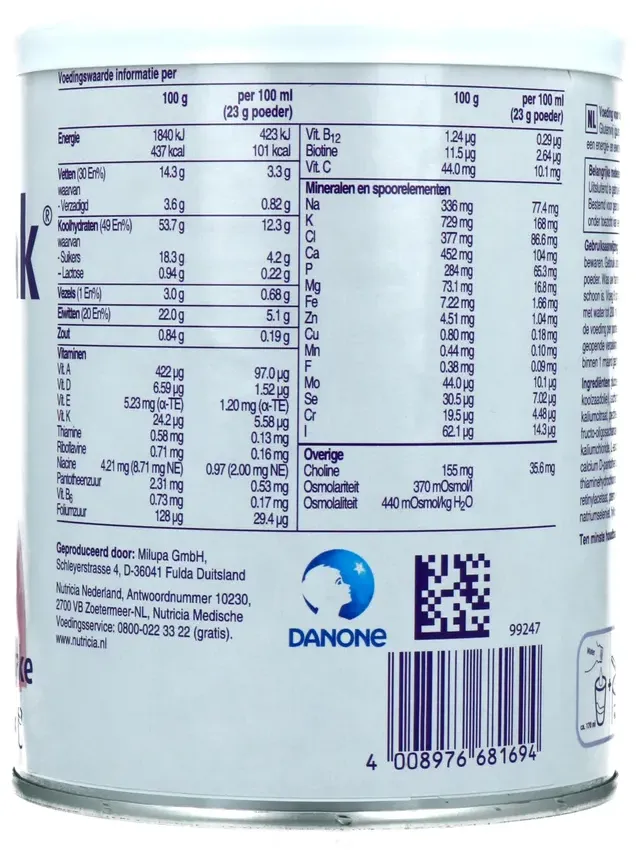 Voedingswaarde informatie per
100 g per 100 ml (23 g poeder)
Energie 1840 kJ 423 kJ
437 kcal 101 kcal
Vetten (30 En%) 14.3 g 3.3 g
waarvan
- Verzadigd 3.6 g 0.82 g
Koolhydraten (49 En%) 53.7 g 12.3 g
waarvan
- Suikers 18.3 g 4.2 g
- Lactose 0.94 g 0.22 g
Vezels (1 En%) 3.0 g 0.68 g
Eiwitten (20 En%) 22.0 g 5.1 g
Zout 0.84 g 0.19 g
Vitaminen
Vit. A 422 µg 97.0 µg
Vit. D 6.59 µg 1.52 µg
Vit. E 5.23 mg (α-TE) 1.20 mg (α-TE)
Vit. K 24.2 µg 5.58 µg
Thiamine 0.58 mg 0.13 mg
Riboflavine 0.71 mg 0.16 mg
Niacine 4.21 mg (8.71 mg NE) 0.97 (2.00 mg NE)
Pantotheenzuur 2.31 mg 0.53 mg
Vit. B6 0.73 mg 0.17 mg
Foliumzuur 128 µg 29.4 µg
100 g per 100 ml (23 g poeder)
Vit. B12 1.24 µg 0.29 µg
Biotine 11.5 µg 2.64 µg
Vit. C 44.0 mg 10.1 mg
Mineralen en spoorelementen
Na 336 mg 77.4 mg
K 729 mg 168 mg
Cl 377 mg 86.6 mg
Ca 452 mg 104 mg
P 284 mg 65.3 mg
Mg 73.1 mg 16.8 mg
Fe 7.22 mg 1.66 mg
Zn 4.51 mg 1.04 mg
Cu 0.80 mg 0.18 mg
Mn 0.44 mg 0.10 mg
F 0.38 mg 0.09 mg
Mo 44.0 µg 10.1 µg
Se 30.5 µg 7.02 µg
Cr 19.5 µg 4.48 µg
I 62.1 µg 14.3 µg
Overige
Choline 155 mg 35.6 mg
Osmolariteit 370 mOsmol/l
Osmolaliteit 440 mOsmol/kg H2O
Geproduceerd door: Milupa GmbH,
Schleyerstrasse 4, D-36041 Fulda Duitsland
Nutricia Nederland, Antwoordnummer 10230,
2700 VB Zoetermeer-NL, Nutricia Medische
Voedingsservice: 0800-022 33 22 (gratis).
www.nutricia.nl
DANONE
99247
4 008976 681694
NL